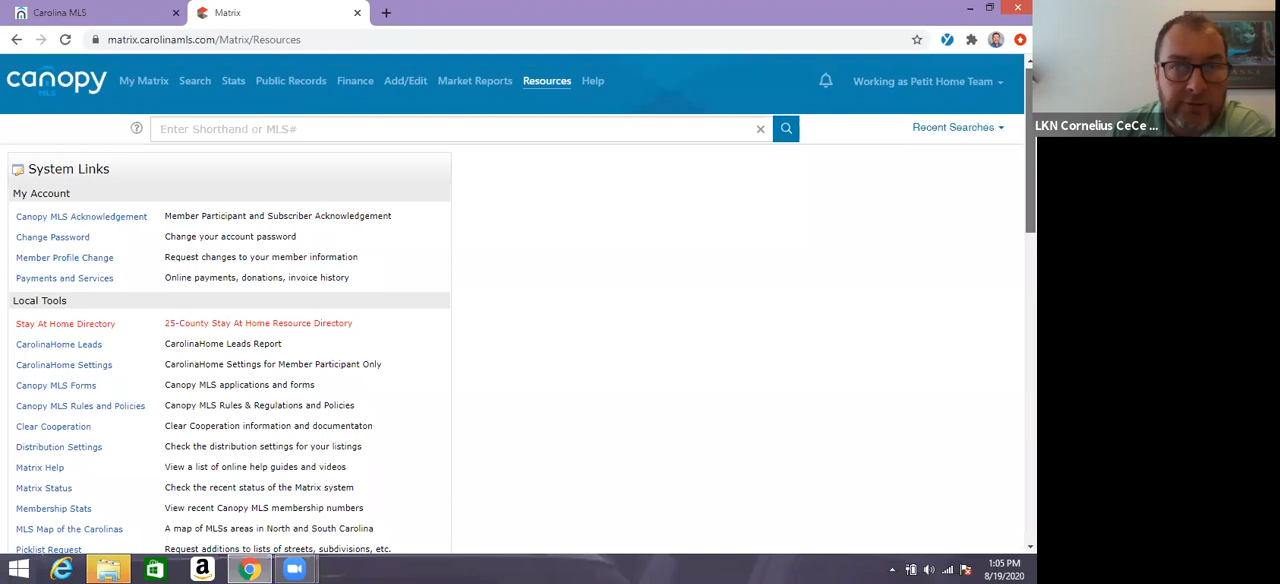 Carolina MLS
Matrix
matrix.carolinamls.com/Matrix/Resources
canopy MLS
My Matrix Search Stats Public Records Finance Add/Edit Market Reports Resources Help
Working as Petit Home Team
LKN Cornelius CeCe ...
Enter Shorthand or MLS#
Recent Searches
System Links
My Account
Canopy MLS Acknowledgement Member Participant and Subscriber Acknowledgement
Change Password Change your account password
Member Profile Change Request changes to your member information
Payments and Services Online payments, donations, invoice history
Local Tools
Stay At Home Directory 25-County Stay At Home Resource Directory
CarolinaHome Leads CarolinaHome Leads Report
CarolinaHome Settings CarolinaHome Settings for Member Participant Only
Canopy MLS Forms Canopy MLS applications and forms
Canopy MLS Rules and Policies Canopy MLS Rules & Regulations and Policies
Clear Cooperation Clear Cooperation information and documentaton
Distribution Settings Check the distribution settings for your listings
Matrix Help View a list of online help guides and videos
Matrix Status Check the recent status of the Matrix system
Membership Stats View recent Canopy MLS membership numbers
MLS Map of the Carolinas A map of MLSs areas in North and South Carolina
Picklist Request Request additions to lists of streets, subdivisions, etc.
1:05 PM
8/19/2020